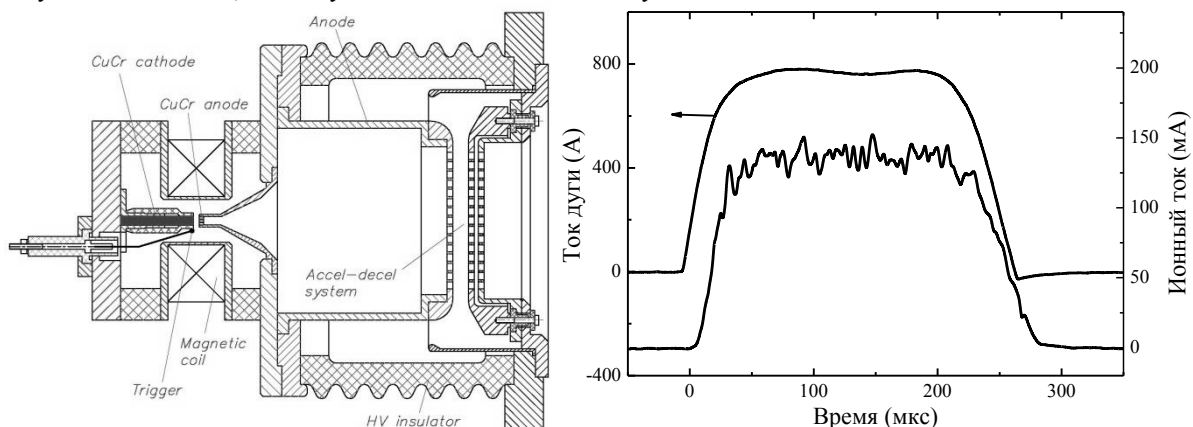 Anode
CuCr cathode
CuCr anode
Accel-decel
system
Magnetic
coil
Trigger
HV insulator
Ток дуги (А)
800
400
0
-400
0
100
200
300
Время (мкс)
200
150
100
50
0
Ионный ток (мА)